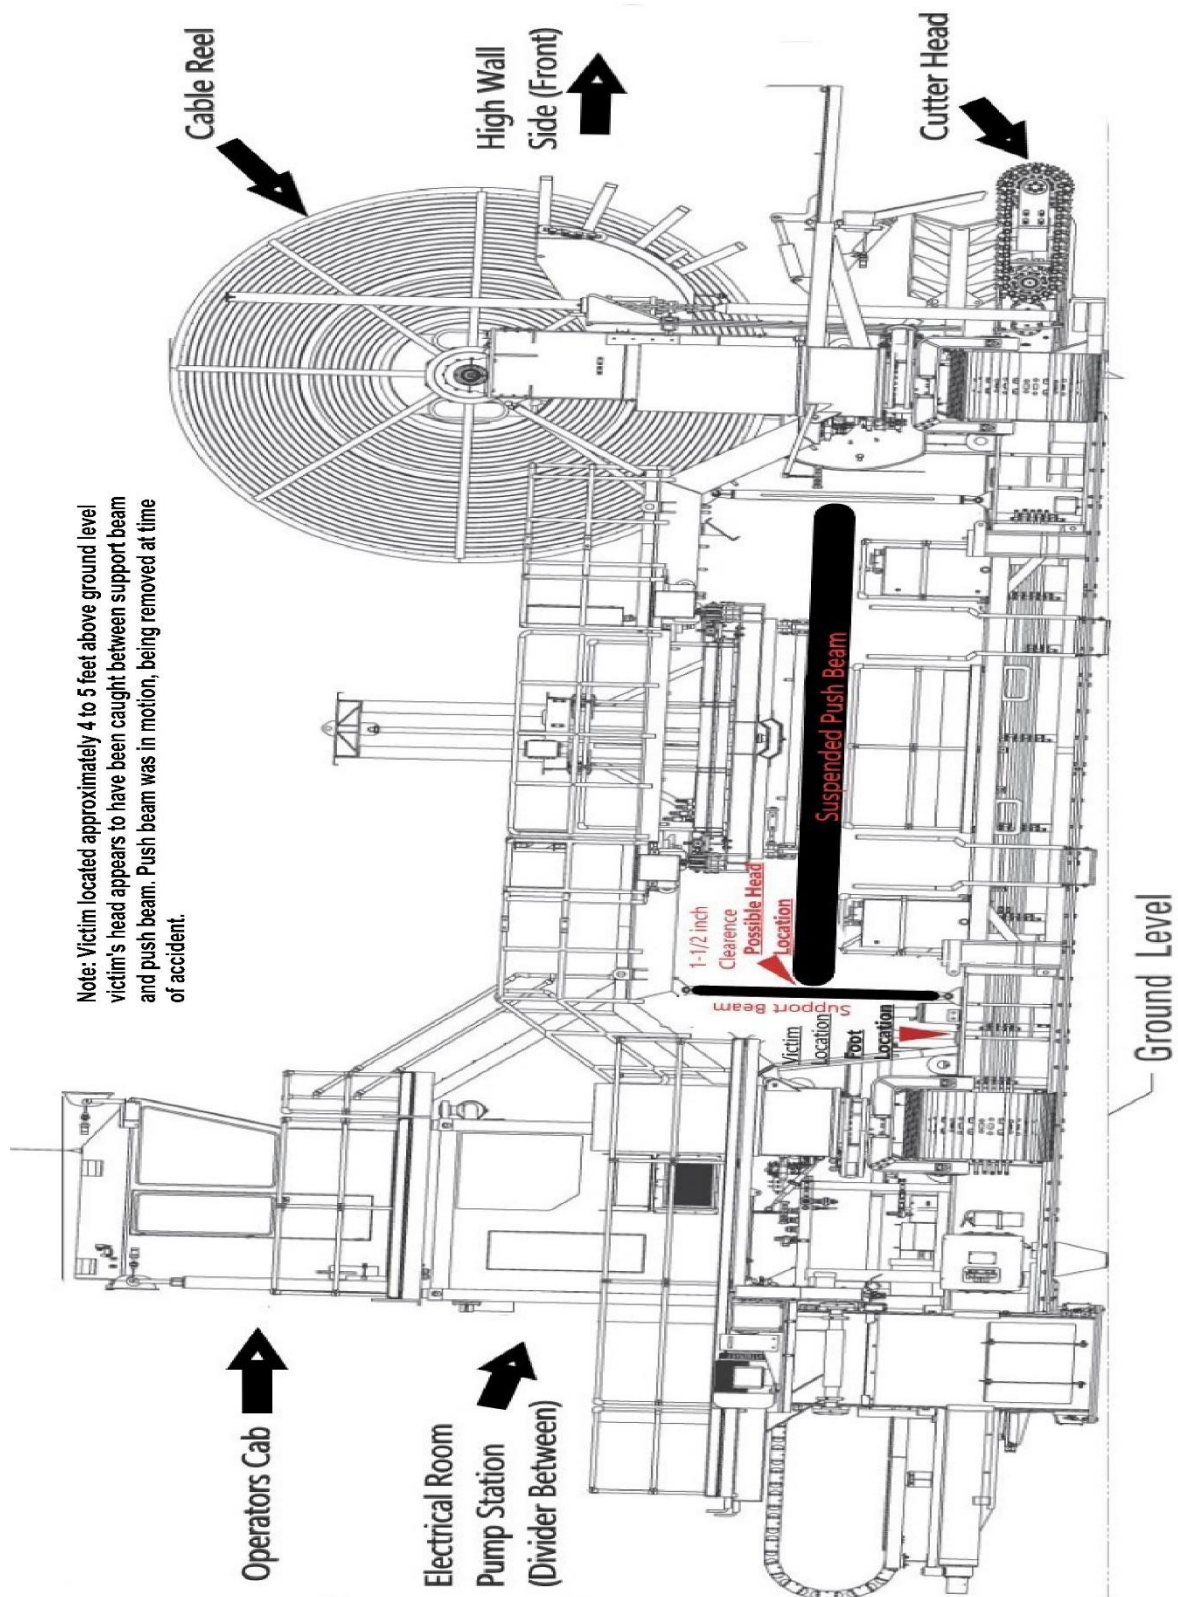 Note: Victim located approximately 4 to 5 feet above ground level
victim's head appears to have been caught between support beam
and push beam. Push beam was in motion, being removed at time
of accident.
Cable Reel
High Wall
Side (Front)
Cutter Head
Operators Cab
Electrical Room
Pump Station
(Divider Between)
1-1/2 inch
Clearence
Possible Head
Location
Suspended Push Beam
Support Beam
Victim
Location
Foot
Location
Ground Level